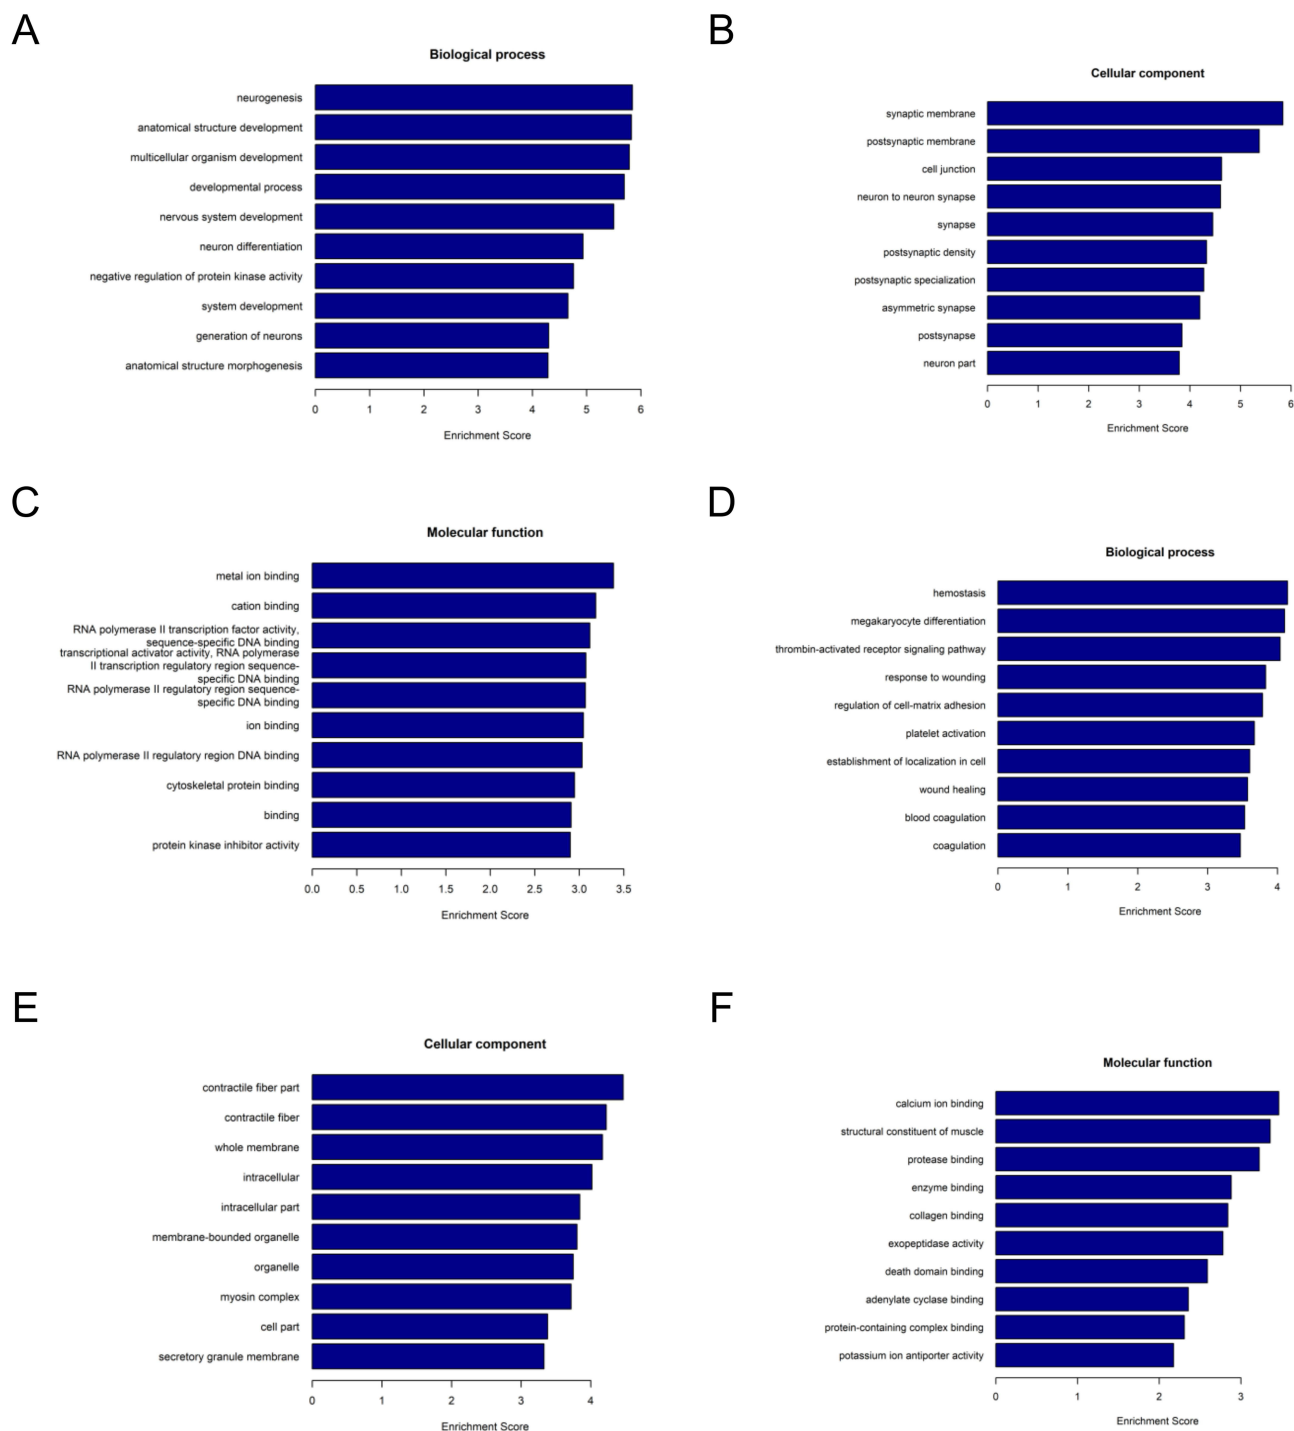 A
Biological process
neurogenesis
anatomical structure development
multicellular organism development
developmental process
nervous system development
neuron differentiation
negative regulation of protein kinase activity
system development
generation of neurons
anatomical structure morphogenesis
0 1 2 3 4 5 6
Enrichment Score
B
Cellular component
synaptic membrane
postsynaptic membrane
cell junction
neuron to neuron synapse
synapse
postsynaptic density
postsynaptic specialization
asymmetric synapse
postsynapse
neuron part
0 1 2 3 4 5 6
Enrichment Score
C
Molecular function
metal ion binding
cation binding
RNA polymerase II transcription factor activity,
sequence-specific DNA binding
transcriptional activator activity, RNA polymerase
II transcription regulatory region sequence-
specific DNA binding
RNA polymerase II regulatory region sequence-
specific DNA binding
ion binding
RNA polymerase II regulatory region DNA binding
cytoskeletal protein binding
binding
protein kinase inhibitor activity
0.0 0.5 1.0 1.5 2.0 2.5 3.0 3.5
Enrichment Score
D
Biological process
hemostasis
megakaryocyte differentiation
thrombin-activated receptor signaling pathway
response to wounding
regulation of cell-matrix adhesion
platelet activation
establishment of localization in cell
wound healing
blood coagulation
coagulation
0 1 2 3 4
Enrichment Score
E
Cellular component
contractile fiber part
contractile fiber
whole membrane
intracellular
intracellular part
membrane-bounded organelle
organelle
myosin complex
cell part
secretory granule membrane
0 1 2 3 4
Enrichment Score
F
Molecular function
calcium ion binding
structural constituent of muscle
protease binding
enzyme binding
collagen binding
exopeptidase activity
death domain binding
adenylate cyclase binding
protein-containing complex binding
potassium ion antiporter activity
0 1 2 3
Enrichment Score